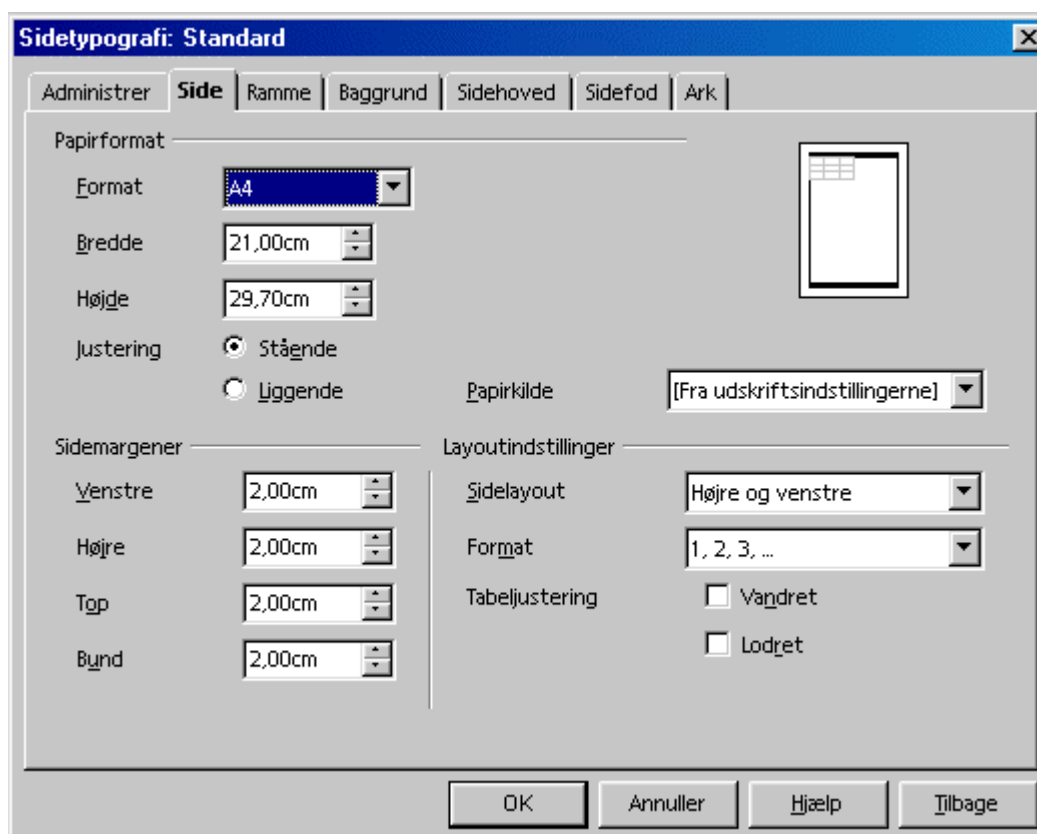 Sidetypografi: Standard
Administrer Side Ramme Baggrund Sidehoved Sidefod Ark
Papirformat
Format A4
Bredde 21,00cm
Højde 29,70cm
Justering Stående
Liggende Papirkilde [Fra udskriftsindstillingerne]
Sidemargener Layoutindstillinger
Venstre 2,00cm Sidelayout Højre og venstre
Højre 2,00cm Format 1, 2, 3, ...
Top 2,00cm Tabeljustering Vandret
Bund 2,00cm Lodret
OK Annuller Hjælp Tilbage